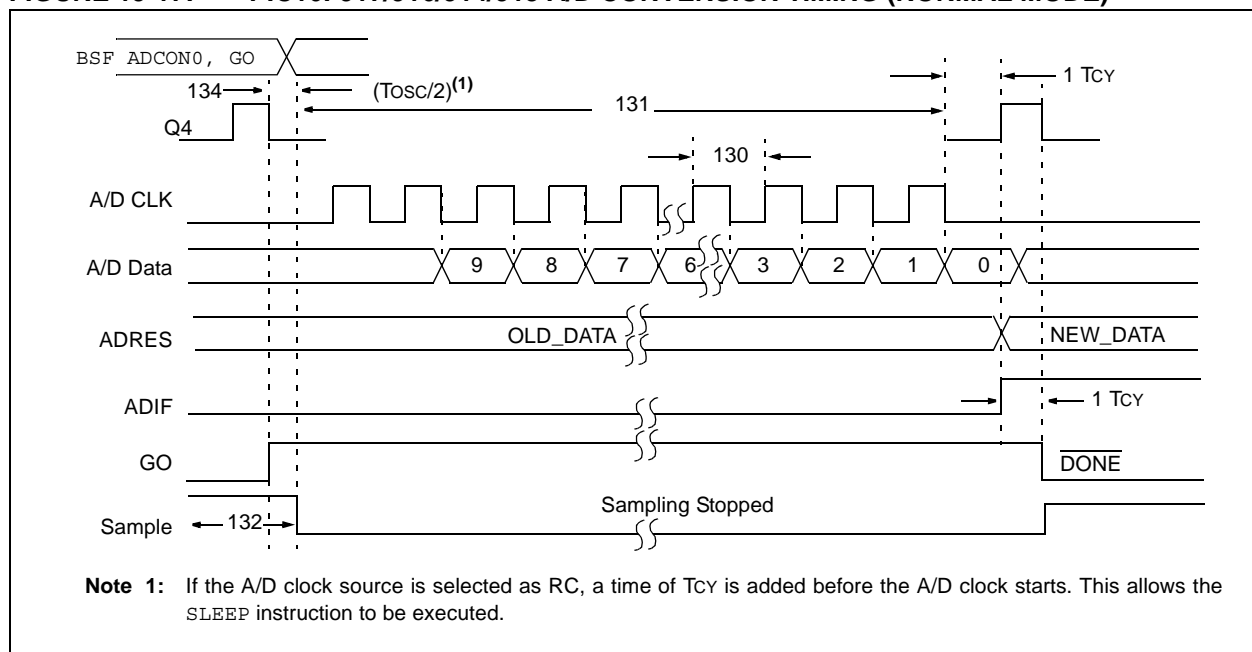 BSF ADCON0, GO
134
(TOSC/2)(1)
131
1 TCY
Q4
130
A/D CLK
A/D Data
9 8 7 6 3 2 1 0
ADRES
OLD_DATA
NEW_DATA
ADIF
1 TCY
GO
DONE
Sampling Stopped
Sample
132
Note 1: If the A/D clock source is selected as RC, a time of TCY is added before the A/D clock starts. This allows the
SLEEP instruction to be executed.